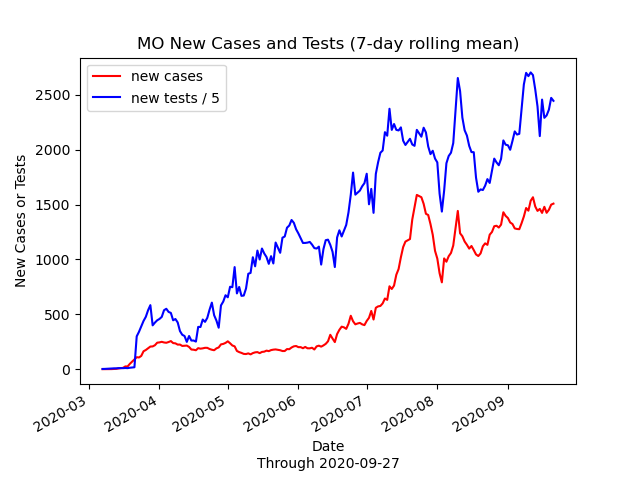 MO New Cases and Tests (7-day rolling mean)
new cases
new tests / 5
New Cases or Tests
2500
2000
1500
1000
500
0
2020-03
2020-04
2020-05
2020-06
2020-07
2020-08
2020-09
Date
Through 2020-09-27